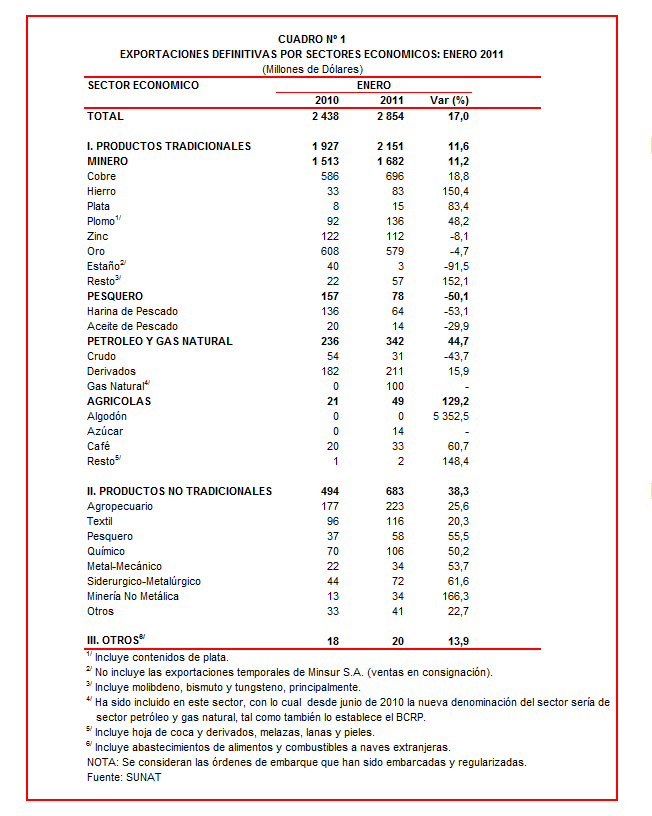 CUADRO Nº 1
EXPORTACIONES DEFINITIVAS POR SECTORES ECONOMICOS: ENERO 2011
(Millones de Dólares)
SECTOR ECONOMICO ENERO
2010 2011 Var (%)
TOTAL 2 438 2 854 17,0
I. PRODUCTOS TRADICIONALES 1 927 2 151 11,6
MINERO 1 513 1 682 11,2
Cobre 586 696 18,8
Hierro 33 83 150,4
Plata 8 15 83,4
Plomo1/ 92 136 48,2
Zinc 122 112 -8,1
Oro 608 579 -4,7
Estaño2/ 40 3 -91,5
Resto3/ 22 57 152,1
PESQUERO 157 78 -50,1
Harina de Pescado 136 64 -53,1
Aceite de Pescado 20 14 -29,9
PETROLEO Y GAS NATURAL 236 342 44,7
Crudo 54 31 -43,7
Derivados 182 211 15,9
Gas Natural4/ 0 100 -
AGRICOLAS 21 49 129,2
Algodón 0 0 5 352,5
Azúcar 0 14 -
Café 20 33 60,7
Resto5/ 1 2 148,4
II. PRODUCTOS NO TRADICIONALES 494 683 38,3
Agropecuario 177 223 25,6
Textil 96 116 20,3
Pesquero 37 58 55,5
Químico 70 106 50,2
Metal-Mecánico 22 34 53,7
Siderurgico-Metalúrgico 44 72 61,6
Minería No Metálica 13 34 166,3
Otros 33 41 22,7
III. OTROS6/ 18 20 13,9
1/ Incluye contenidos de plata.
2/ No incluye las exportaciones temporales de Minsur S.A. (ventas en consignación).
3/ Incluye molibdeno, bismuto y tungsteno, principalmente.
4/ Ha sido incluido en este sector, con lo cual desde junio de 2010 la nueva denominación del sector sería de
sector petróleo y gas natural, tal como también lo establece el BCRP.
5/ Incluye hoja de coca y derivados, melazas, lanas y pieles.
6/ Incluye abastecimientos de alimentos y combustibles a naves extranjeras.
NOTA: Se consideran las órdenes de embarque que han sido embarcadas y regularizadas.
Fuente: SUNAT